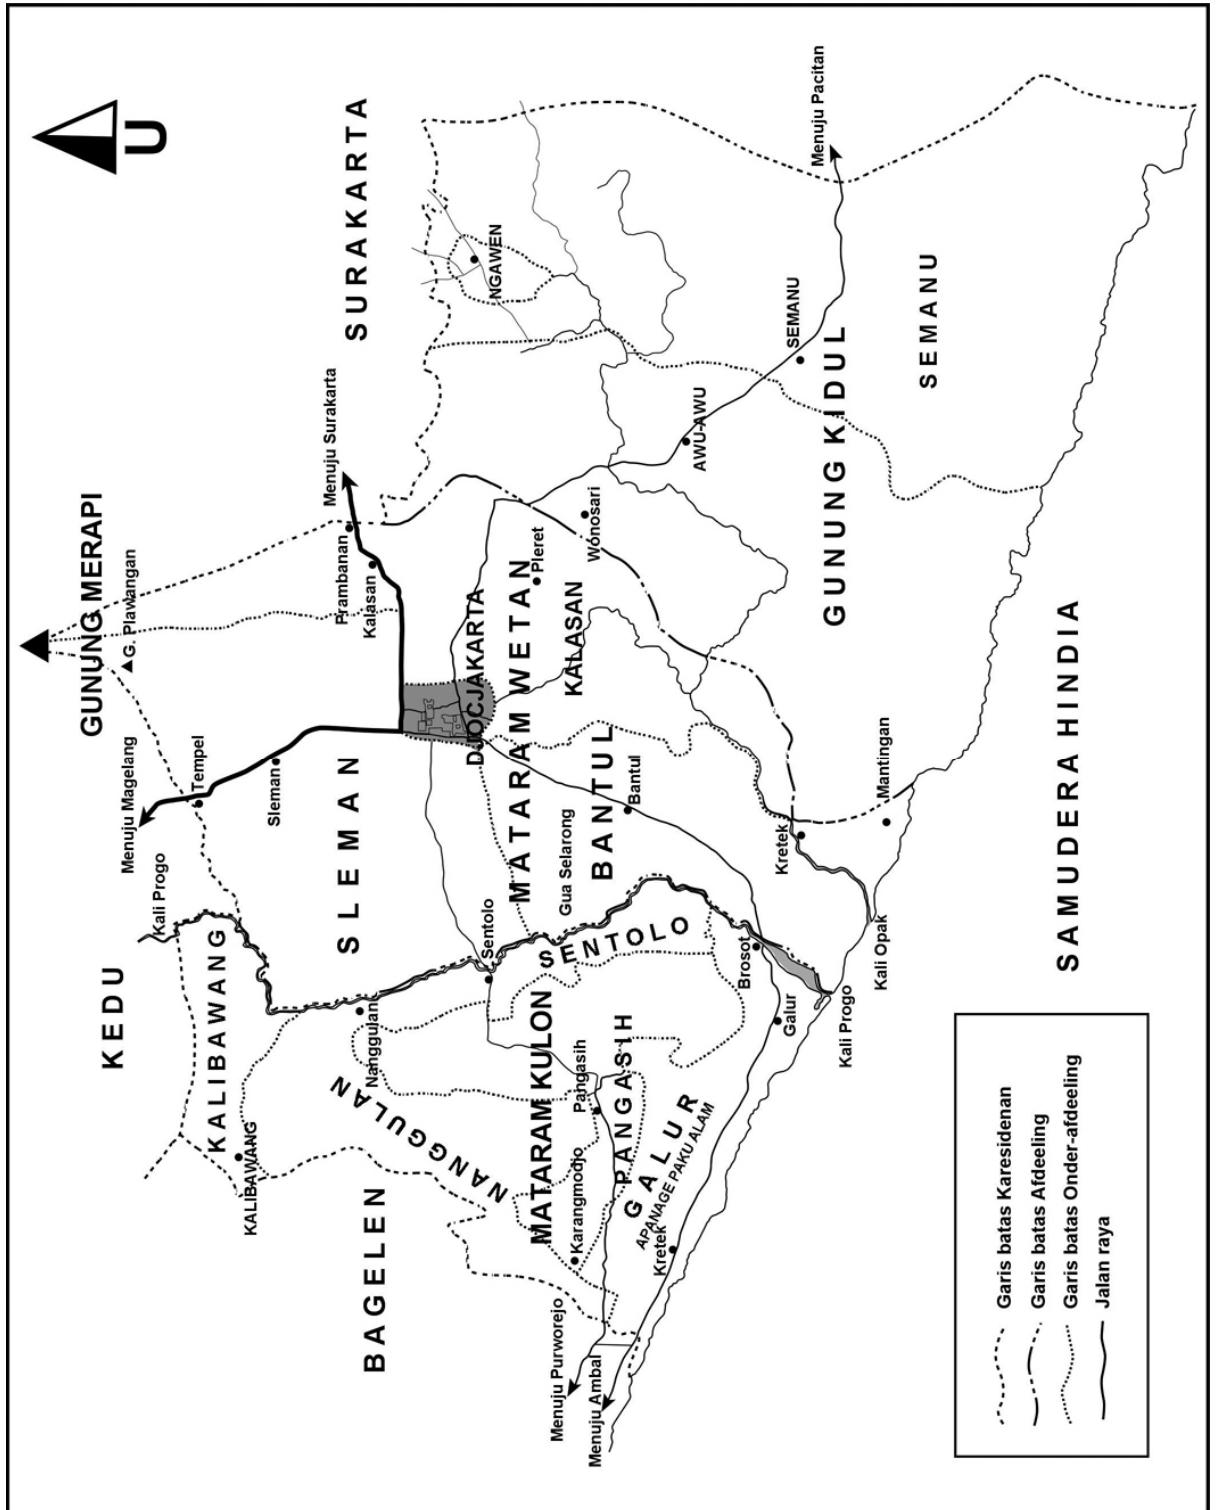 U
GUNUNG MERAPI
G. Plawangan
KEDU
Menuju Magelang
Kali Progo
Tempel
Sleman
KALIBAWANG
KALIBAWANG
SLEMAN
SURAKARTA
Menuju Surakarta
Prambanan
Kalasan
BAGELEN
NANGGULAN
Nanggulan
DJOCJAKARTA
NGAWEN
Sentolo
MATARAM WETAN
Pleret
MATARAM KULON
SENTOLO
Gua Selarong
KALASAN
Wonosari
Menuju Purworejo
Karangmodjo
Pangasih
Menuju Ambal
BANTUL
Bantul
PANGASIH
GALUR
APANAGE PAKU ALAM
Kretek
AWU-AWU
Brosot
Galur
Kretek
SEMANU
Menuju Pacitan
GUNUNG KIDUL
Kali Progo
Kali Opak
Mantingan
SEMANU
SAMUDERA HINDIA
Garis batas Karesidenan
Garis batas Afdeeling
Garis batas Onder-afdeeling
Jalan raya